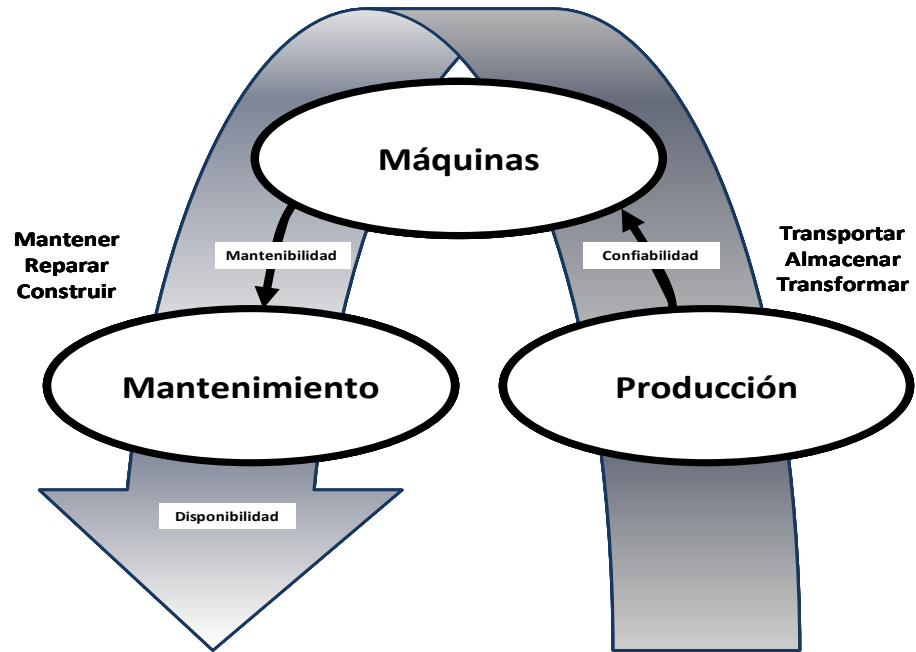 Máquinas
Mantener
Reparar
Construir
Mantenibilidad
Confiabilidad
Transportar
Almacenar
Transformar
Mantenimiento
Producción
Disponibilidad